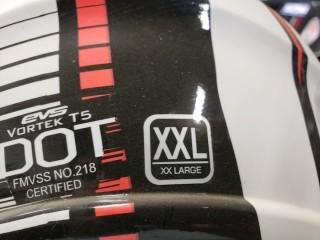 EVS
VORTEK T5
DOT
FMVSS NO.218
CERTIFIED
XXL
XX LARGE